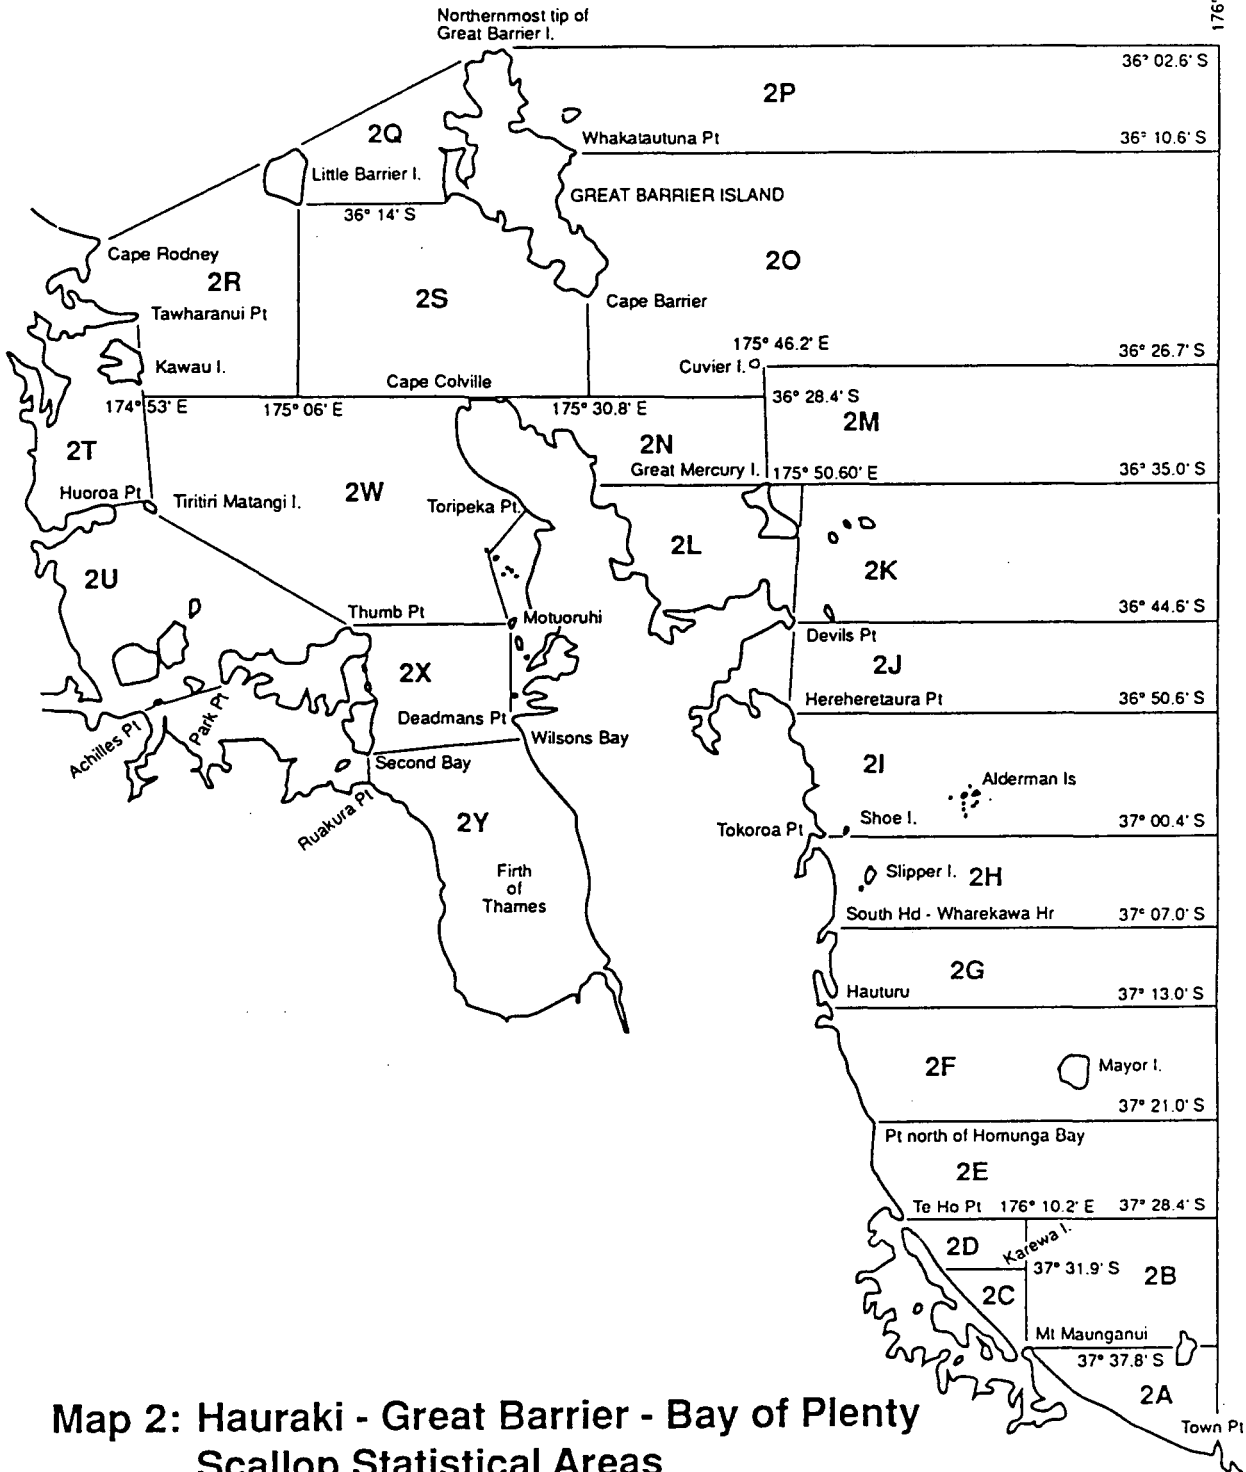 Northernmost tip of
Great Barrier I.
176°
36° 02.6' S
2P
2Q
Whakatautuna Pt
36° 10.6' S
Little Barrier I.
GREAT BARRIER ISLAND
36° 14' S
Cape Rodney
2R
2S
2O
Cape Barrier
Tawharanui Pt
175° 46.2' E
Cuvier I.
36° 26.7' S
Kawau I.
Cape Colville
174° 53' E
175° 06' E
175° 30.8' E
36° 28.4' S
2M
2T
2N
Great Mercury I.
175° 50.60' E
36° 35.0' S
Huoroa Pt
Tiritiri Matangi I.
2W
Toripeka Pt.
2L
2K
2U
Thumb Pt
Motuoruhi
36° 44.6' S
Devils Pt
2X
2J
Hereheretaura Pt
36° 50.6' S
Deadmans Pt
Wilsons Bay
Achilles Pt
Park Pt
Second Bay
2I
Alderman Is
Ruakura Pt
2Y
Tokoroa Pt
Shoe I.
37° 00.4' S
Firth
of
Thames
Slipper I.
2H
South Hd - Wharekawa Hr
37° 07.0' S
2G
Hauturu
37° 13.0' S
2F
Mayor I.
37° 21.0' S
Pt north of Homunga Bay
2E
Te Ho Pt
176° 10.2' E
37° 28.4' S
2D
Karewa I.
37° 31.9' S
2B
2C
Mt Maunganui
37° 37.8' S
2A
Town Pt
Map 2: Hauraki - Great Barrier - Bay of Plenty
Scallop Statistical Areas